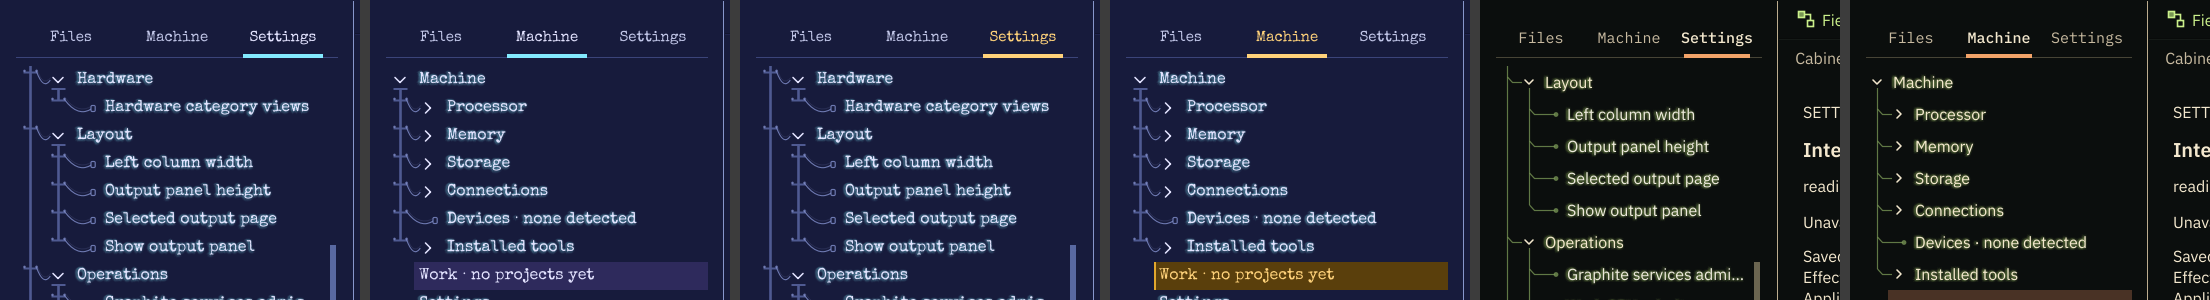 Files Machine Settings
Hardware
Hardware category views
Layout
Left column width
Output panel height
Selected output page
Show output panel
Operations
Files Machine Settings
Machine
Processor
Memory
Storage
Connections
Devices · none detected
Installed tools
Work · no projects yet
Files Machine Settings
Hardware
Hardware category views
Layout
Left column width
Output panel height
Selected output page
Show output panel
Operations
Files Machine Settings
Machine
Processor
Memory
Storage
Connections
Devices · none detected
Installed tools
Work · no projects yet
Files Machine Settings
Layout
Left column width
Output panel height
Selected output page
Show output panel
Operations
Graphite services admi...
Fie
Cabine
SETT
Inte
readi
Unav
Saved
Effec
Files Machine Settings
Machine
Processor
Memory
Storage
Connections
Devices · none detected
Installed tools
Fie
Cabin
SETT
Inte
readi
Unav
Saved
Effec